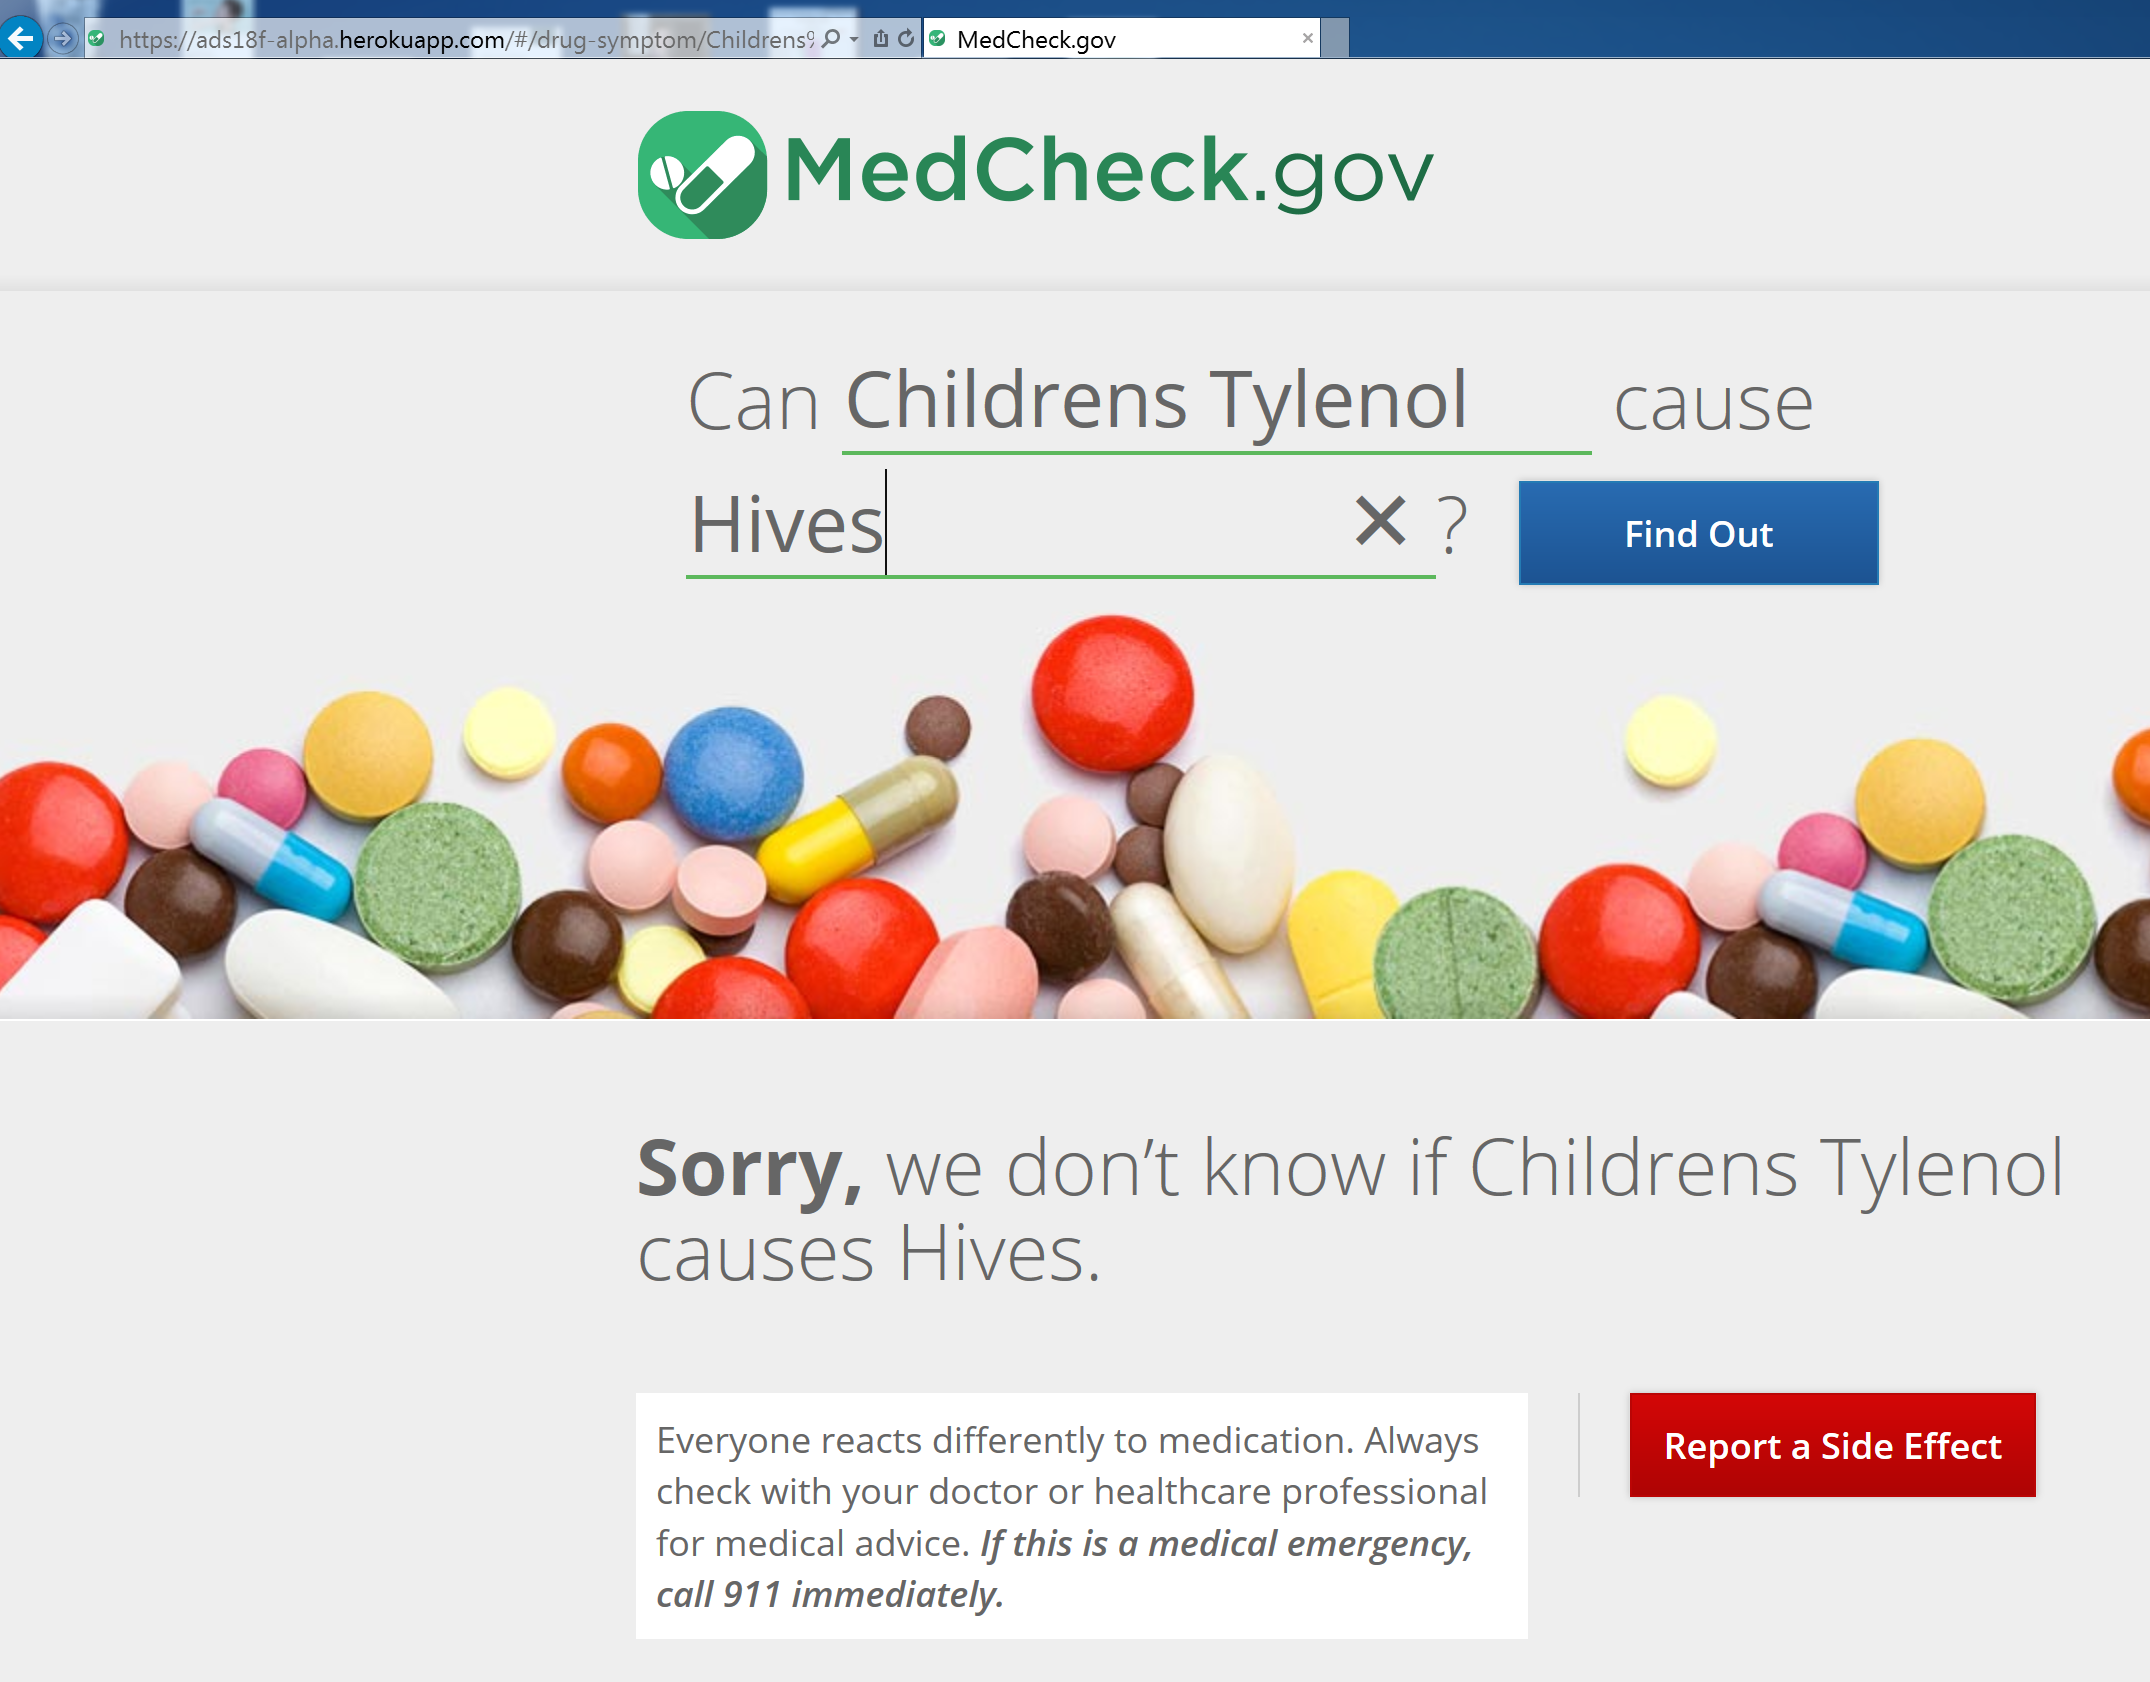 https://ads18f-alpha.herokuapp.com/#/drug-symptom/Childrens%
MedCheck.gov
MedCheck.gov
Can Childrens Tylenol cause
Hives ? Find Out
Sorry, we don’t know if Childrens Tylenol
causes Hives.
Everyone reacts differently to medication. Always
check with your doctor or healthcare professional
for medical advice. If this is a medical emergency,
call 911 immediately.
Report a Side Effect